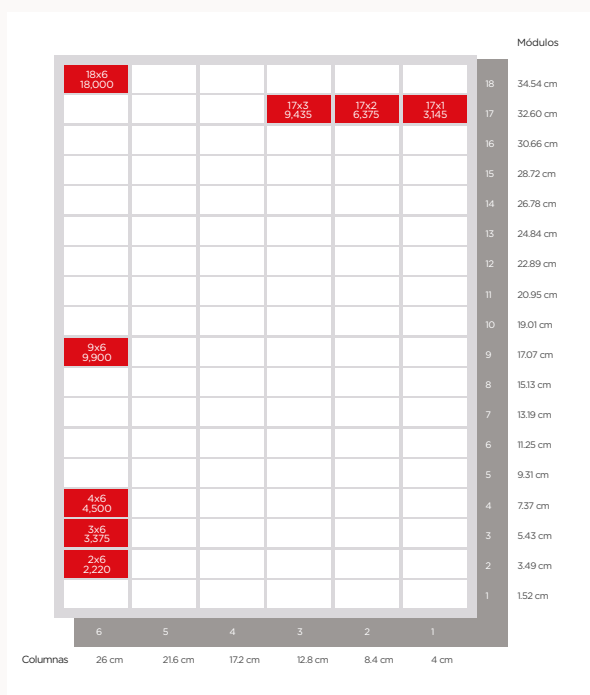 Módulos
18x6
18,000
18 34.54 cm
17x3 17x2 17x1
9,435 6,375 3,145
17 32.60 cm
16 30.66 cm
15 28.72 cm
14 26.78 cm
13 24.84 cm
12 22.89 cm
11 20.95 cm
10 19.01 cm
9x6
9,900
9 17.07 cm
8 15.13 cm
7 13.19 cm
6 11.25 cm
5 9.31 cm
4x6
4,500
4 7.37 cm
3x6
3,375
3 5.43 cm
2x6
2,220
2 3.49 cm
1 1.52 cm
6 5 4 3 2 1
Columnas 26 cm 21.6 cm 17.2 cm 12.8 cm 8.4 cm 4 cm